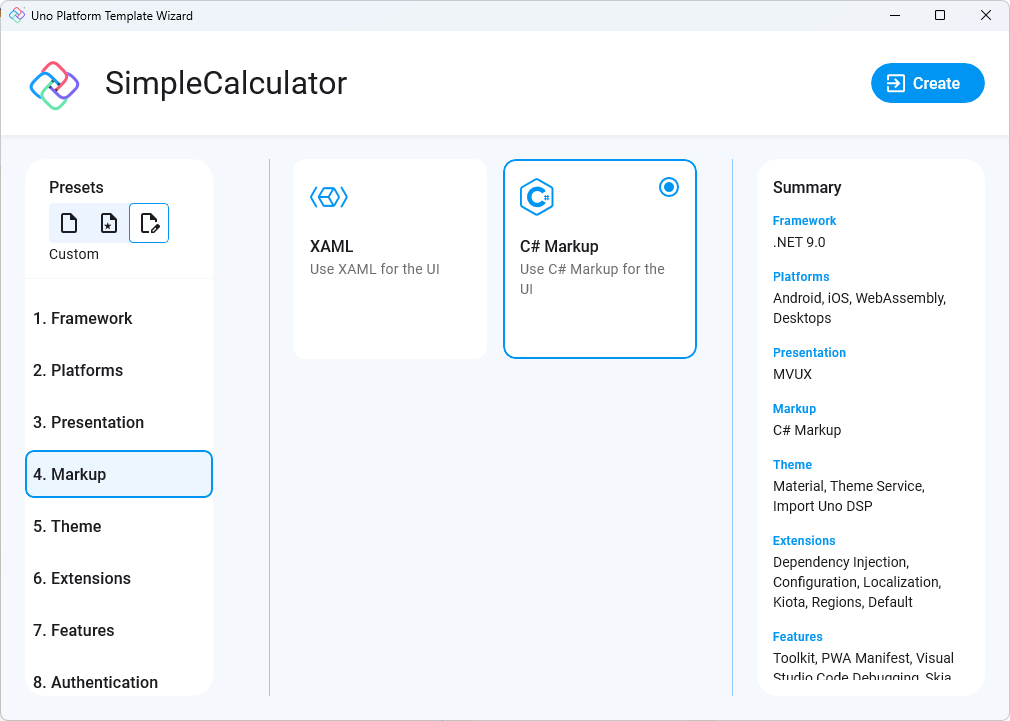 Uno Platform Template Wizard
SimpleCalculator
Create
Presets
Custom
1. Framework
2. Platforms
3. Presentation
4. Markup
5. Theme
6. Extensions
7. Features
8. Authentication
XAML
Use XAML for the UI
C# Markup
Use C# Markup for the
UI
Summary
Framework
.NET 9.0
Platforms
Android, iOS, WebAssembly,
Desktops
Presentation
MVUX
Markup
C# Markup
Theme
Material, Theme Service,
Import Uno DSP
Extensions
Dependency Injection,
Configuration, Localization,
Kiota, Regions, Default
Features
Toolkit, PWA Manifest, Visual
Studio Code Debugging, Skia